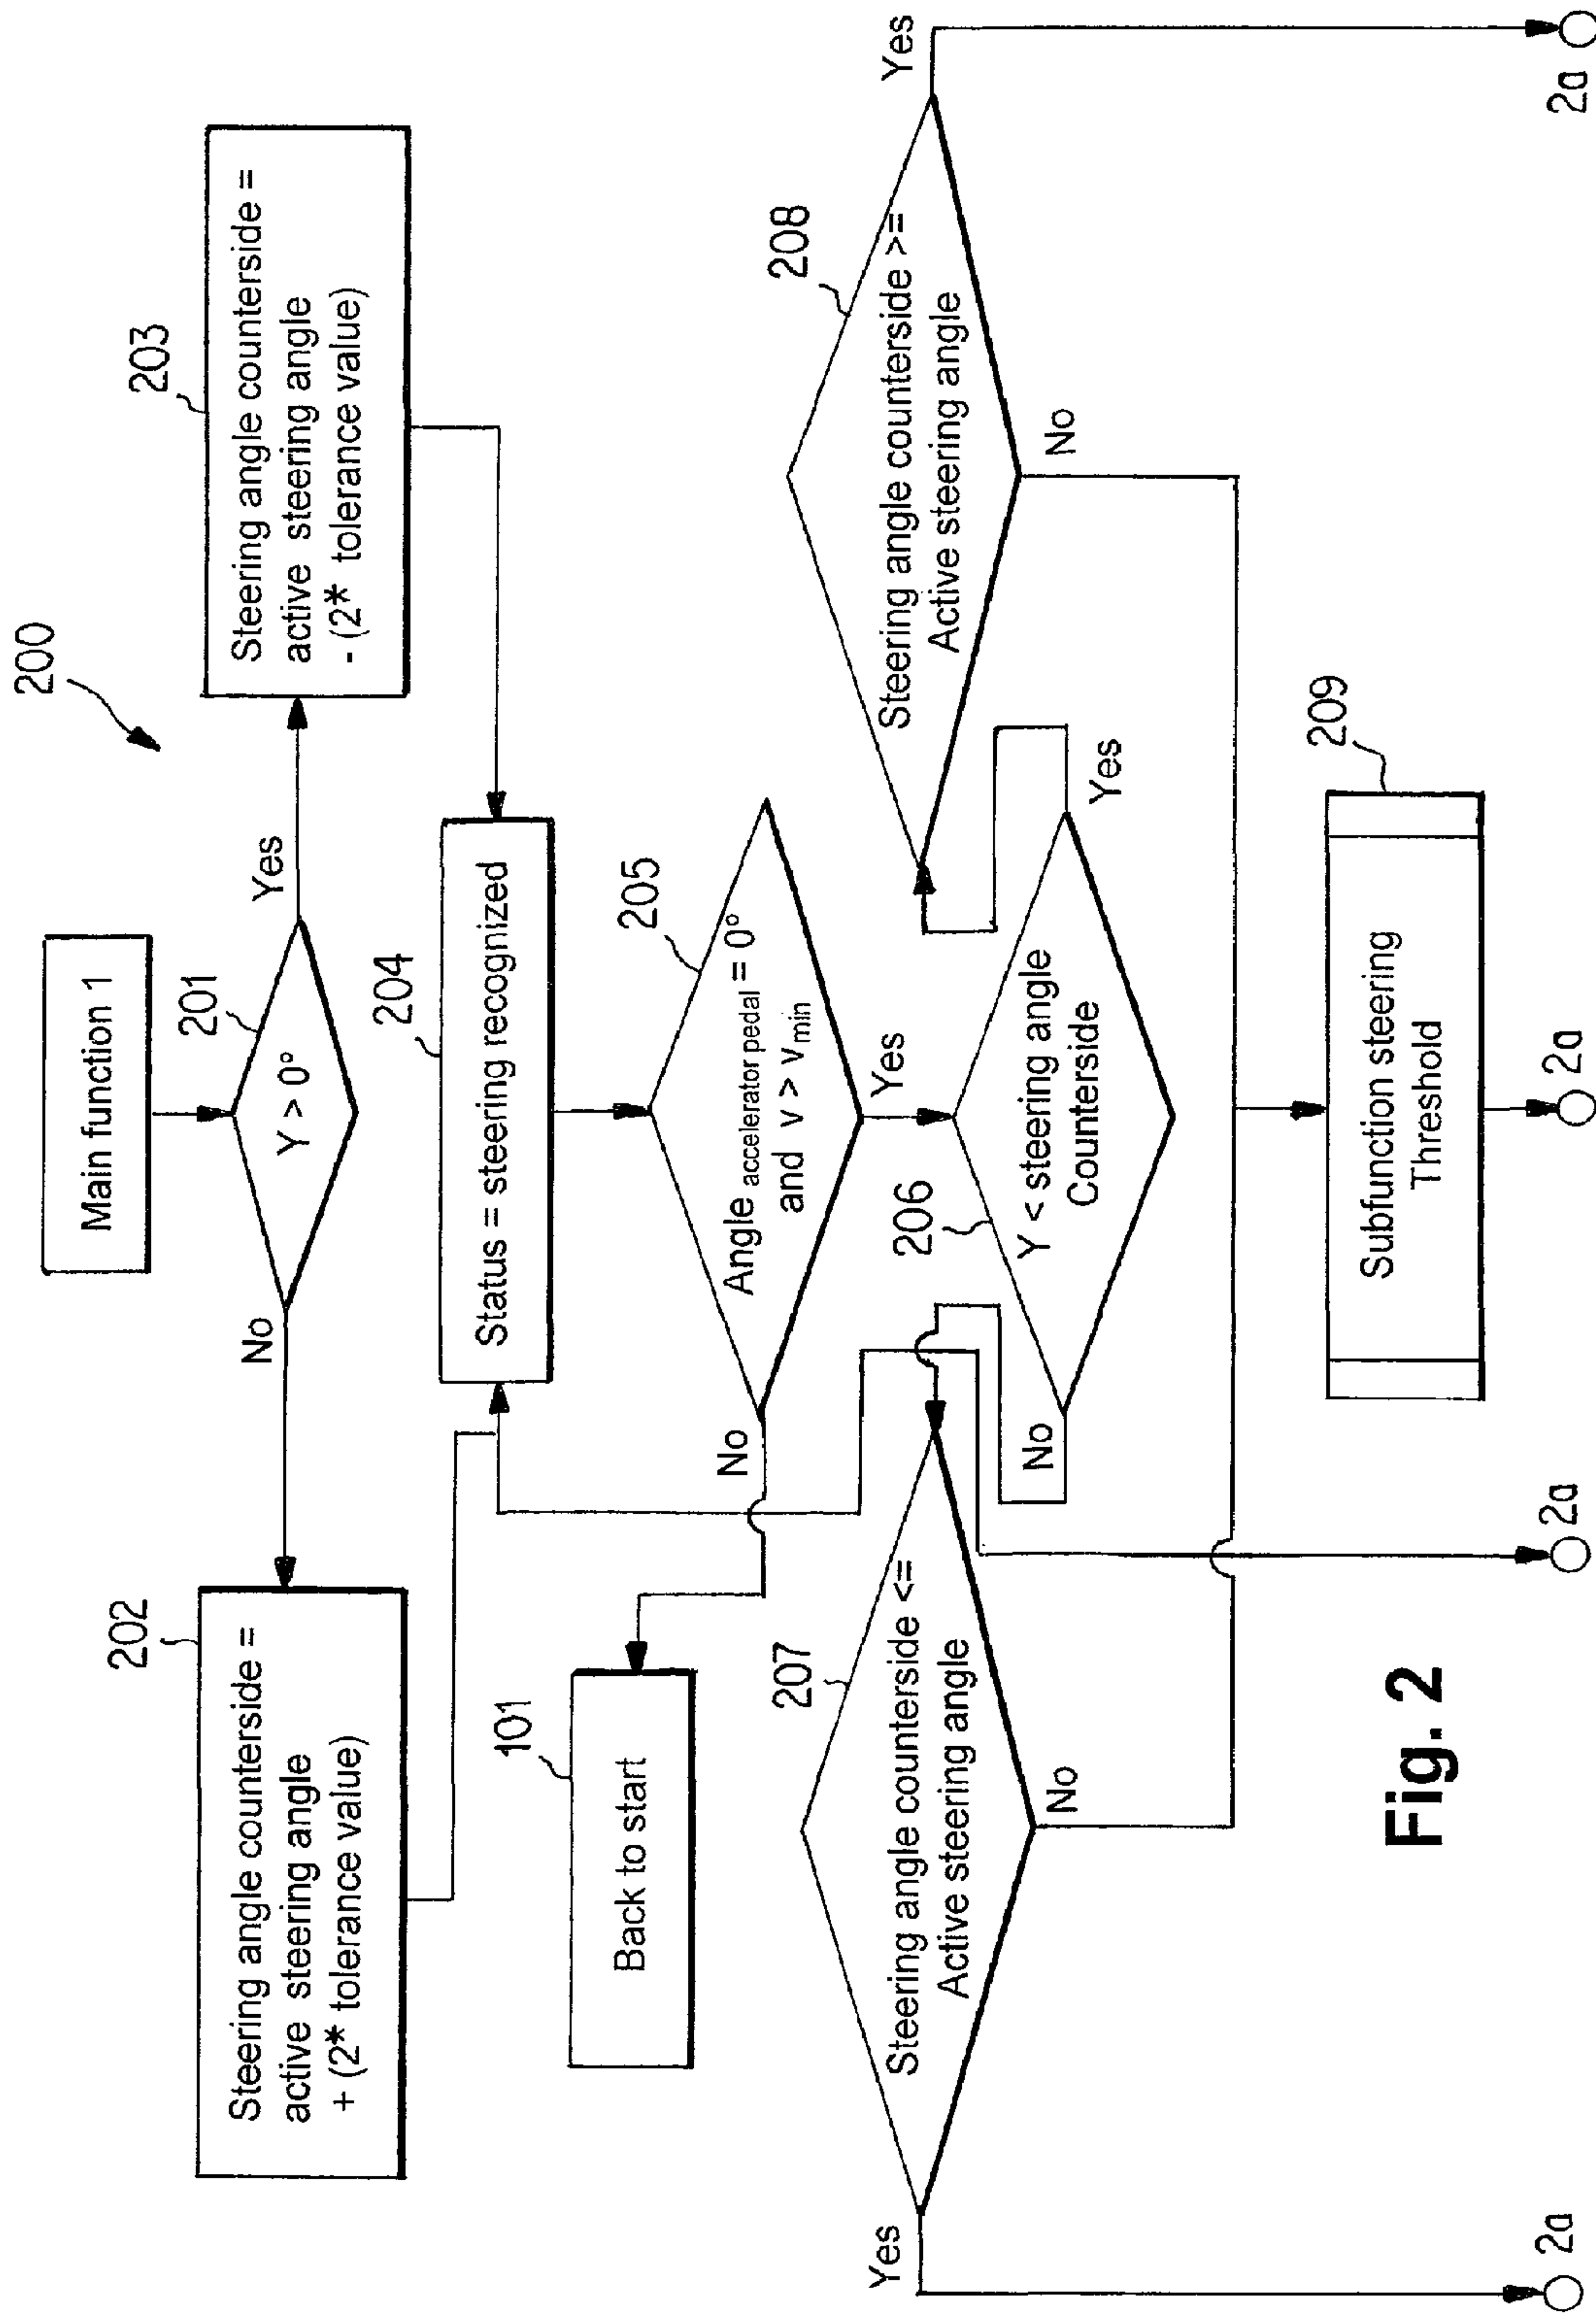 200
Main function 1
201
Y > 0°
No
Yes
202
Steering angle counterside =
active steering angle
+ (2* tolerance value)
203
Steering angle counterside =
active steering angle
- (2* tolerance value)
204
Status = steering recognized
101
Back to start
205
Angle accelerator pedal = 0°
and v > vmin
No
Yes
206
Y < steering angle
Counterside
No
Yes
207
Steering angle counterside <=
Active steering angle
Yes
No
208
Steering angle counterside >=
Active steering angle
Yes
No
209
Subfunction steering
Threshold
2a
2a
2a
2a
Fig. 2